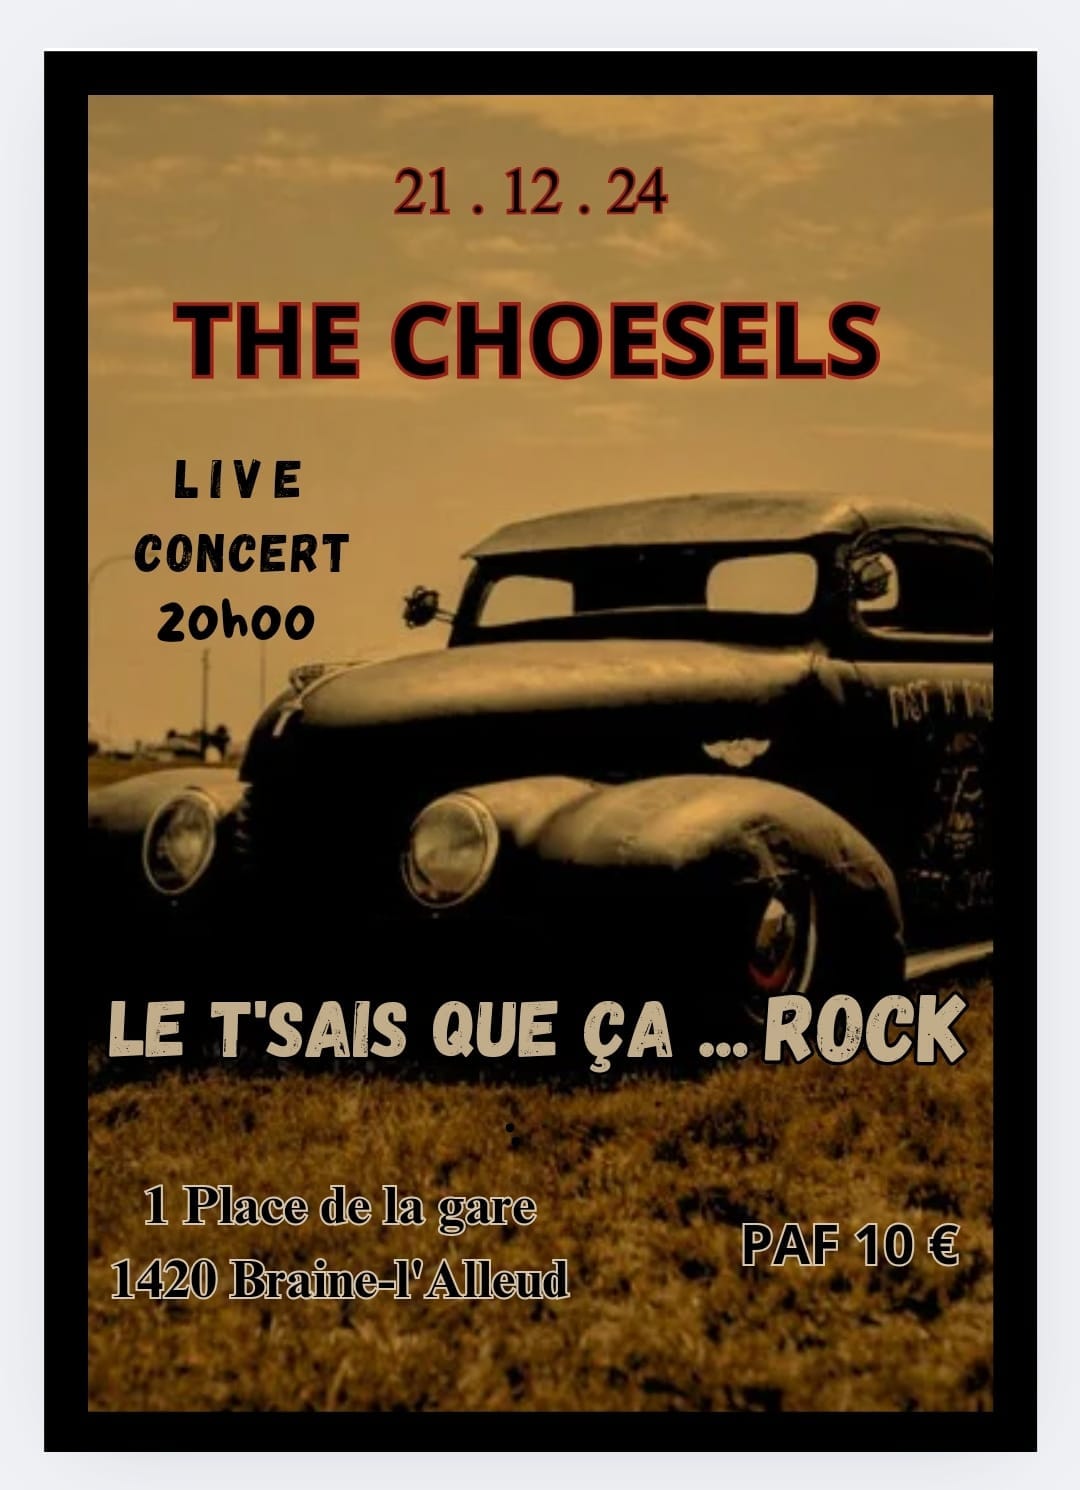 21 . 12 . 24
THE CHOESELS
LIVE
CONCERT
20h00
LE T'SAIS QUE ÇA ... ROCK
1 Place de la gare
1420 Braine-l'Alleud
PAF 10 €